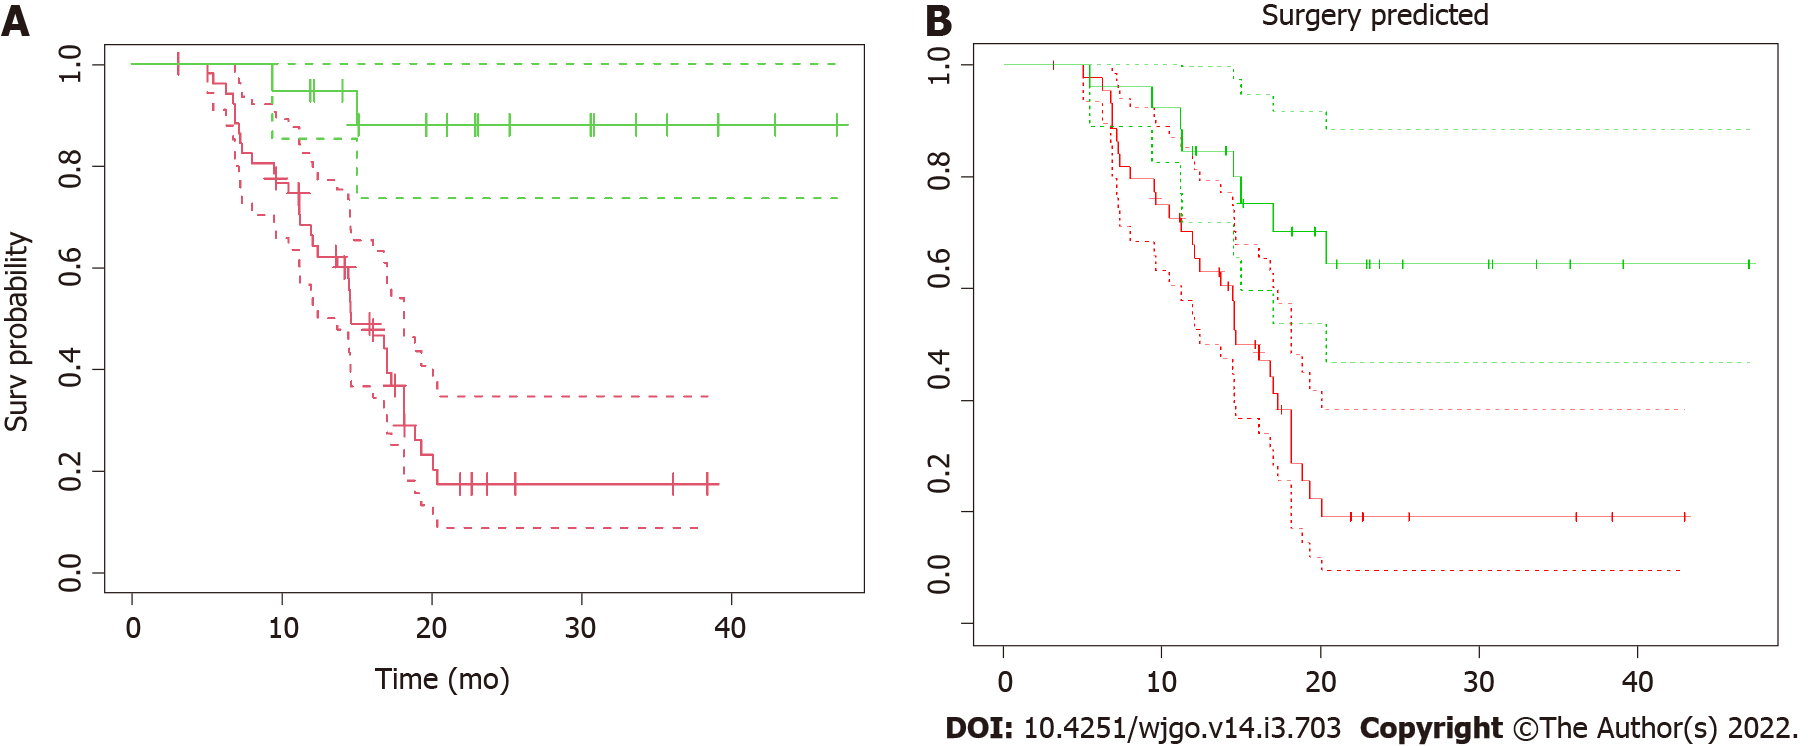 A
B
Surgery predicted
Surv probability
1.0
0.8
0.6
0.4
0.2
0.0
0 10 20 30 40
Time (mo)
1.0
0.8
0.6
0.4
0.2
0.0
0 10 20 30 40
DOI: 10.4251/wjgo.v14.i3.703 Copyright ©The Author(s) 2022.